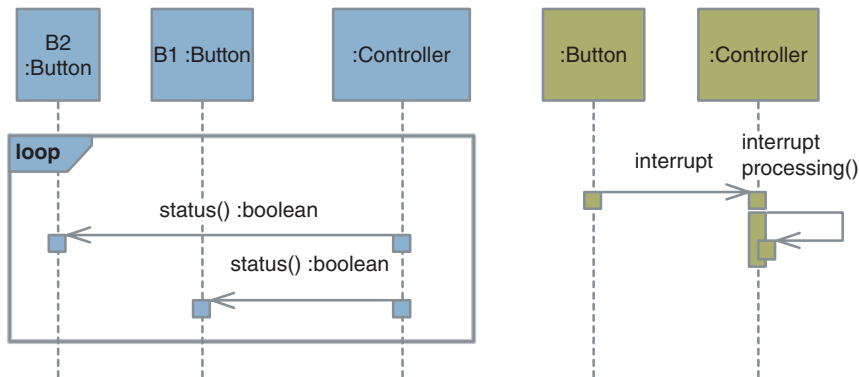 B2
:Button
B1 :Button
:Controller
:Button
:Controller
loop
status() :boolean
status() :boolean
interrupt
interrupt
processing()